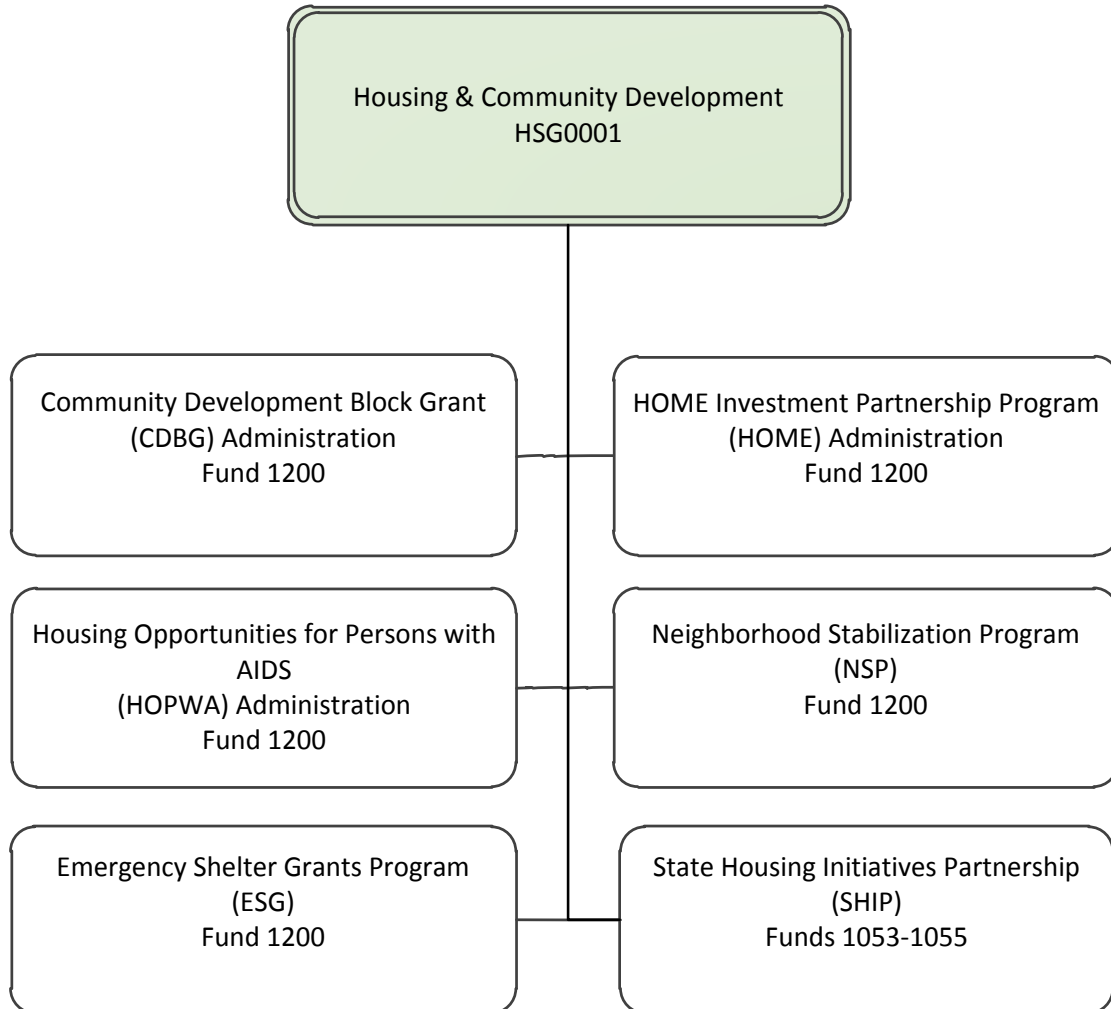 Housing & Community Development
HSG0001
Community Development Block Grant
(CDBG) Administration
Fund 1200
HOME Investment Partnership Program
(HOME) Administration
Fund 1200
Housing Opportunities for Persons with
AIDS
(HOPWA) Administration
Fund 1200
Neighborhood Stabilization Program
(NSP)
Fund 1200
Emergency Shelter Grants Program
(ESG)
Fund 1200
State Housing Initiatives Partnership
(SHIP)
Funds 1053-1055